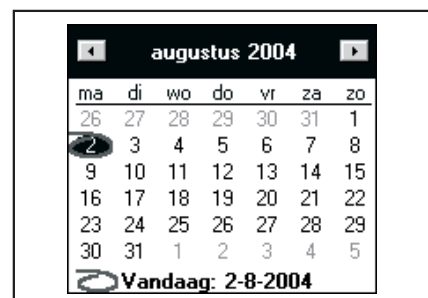 augustus 2004
ma di wo do vr za zo
26 27 28 29 30 31 1
2 3 4 5 6 7 8
9 10 11 12 13 14 15
16 17 18 19 20 21 22
23 24 25 26 27 28 29
30 31 1 2 3 4 5
Vandaag: 2-8-2004